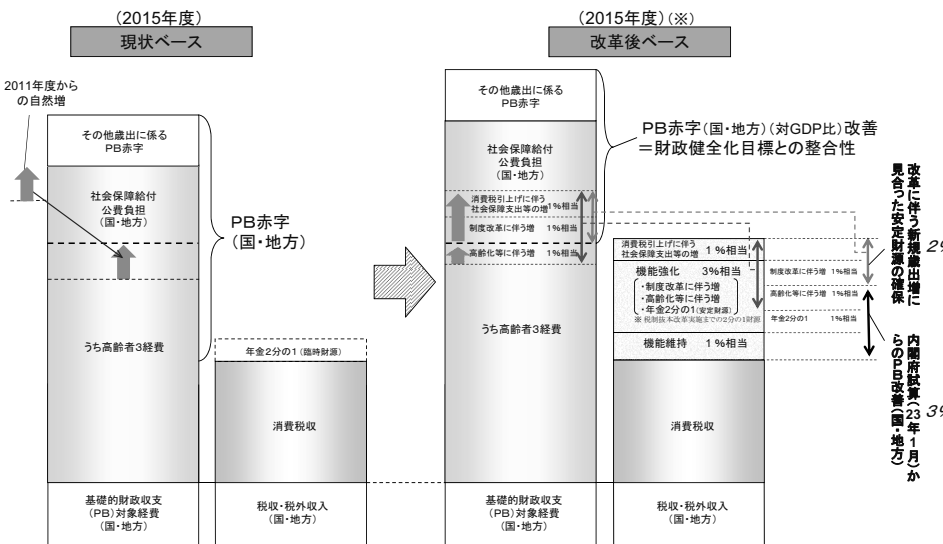 (2015年度)
現状ベース
2011年度から
の自然増
その他歳出に係る
PB赤字
社会保障給付
公費負担
(国・地方)
うち高齢者3経費
基礎的財政収支
(PB)対象経費
(国・地方)
PB赤字
(国・地方)
年金2分の1(臨時財源)
消費税収
税収・税外収入
(国・地方)
(2015年度)(※)
改革後ベース
その他歳出に係る
PB赤字
社会保障給付
公費負担
(国・地方)
消費税引上げに伴う
社会保障支出等の増 1%相当
制度改革に伴う増 1%相当
高齢化等に伴う増 1%相当
うち高齢者3経費
基礎的財政収支
(PB)対象経費
(国・地方)
PB赤字(国・地方)(対GDP比)改善
=財政健全化目標との整合性
消費税引上げに伴う
社会保障支出等の増 1%相当
機能強化 3%相当
・制度改革に伴う増
・高齢化等に伴う増
・年金2分の1(安定財源)
※ 税制抜本改革実施までの2分の1財源
機能維持 1%相当
消費税収
税収・税外収入
(国・地方)
制度改革に伴う増 1%相当
高齢化等に伴う増 1%相当
年金2分の1 1%相当
改革に伴う新規歳出増に
見合った安定財源の確保
2%
内閣府試算(23年1月)か
らのPB改善(国・地方)
3%